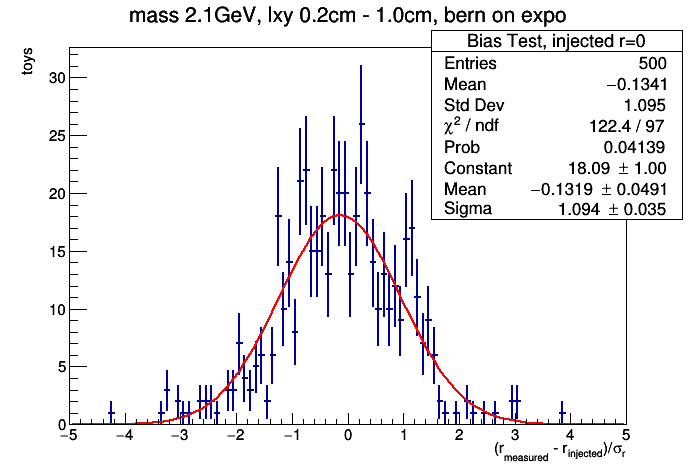 mass 2.1GeV, lxy 0.2cm - 1.0cm, bern on expo
toys
Bias Test, injected r=0
Entries 500
Mean −0.1341
Std Dev 1.095
χ² / ndf 122.4 / 97
Prob 0.04139
Constant 18.09 ± 1.00
Mean −0.1319 ± 0.0491
Sigma 1.094 ± 0.035
30
25
20
15
10
5
0
−5 −4 −3 −2 −1 0 1 2 3 4 5
(r_measured - r_injected)/σ_r